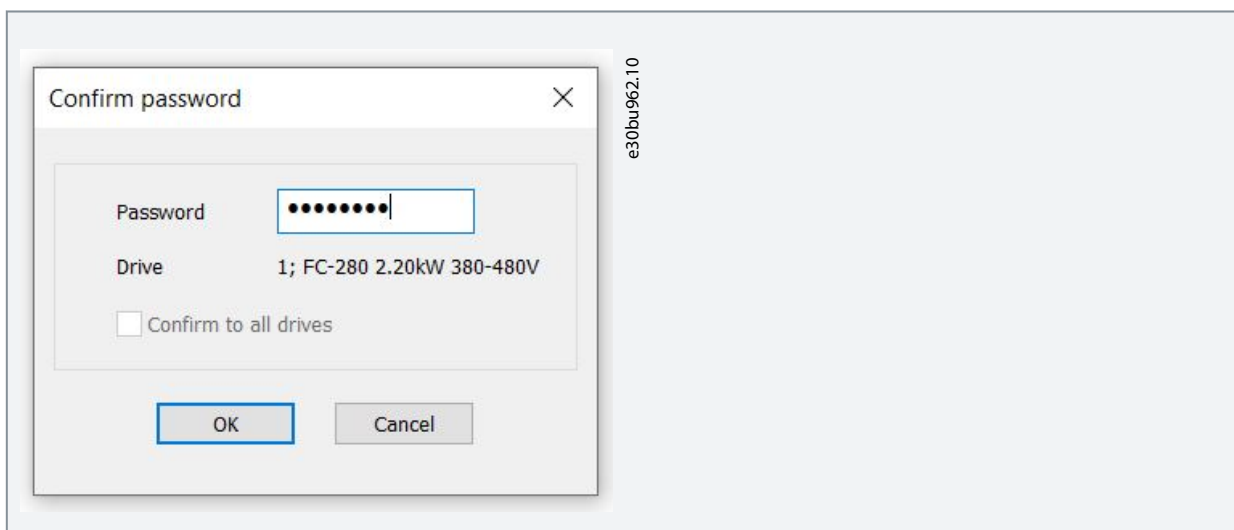 Confirm password
Password ●●●●●●●●
Drive 1; FC-280 2.20kW 380-480V
Confirm to all drives
OK Cancel
e30bu962.10